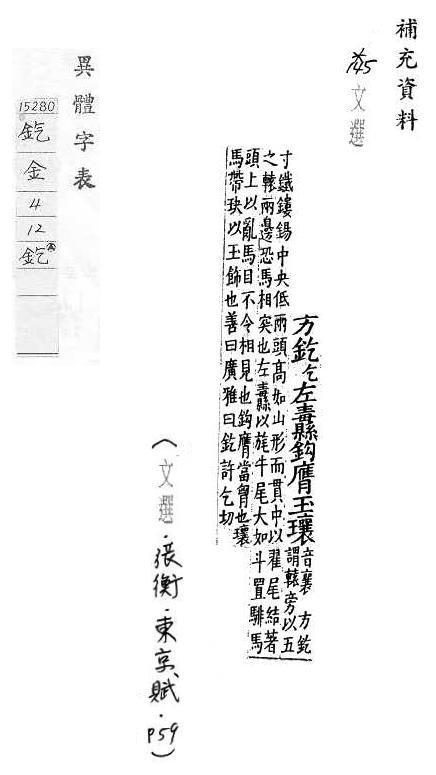 補充資料
文選
方釳乞左纛鉤膺玉瓖音襄 方釳
謂轅旁以五
寸鐵鏤鍚中央低兩頭高如山形而貫中以翟尾結著
之轅兩邊恐馬相突也左纛以旄牛尾大如斗置騑馬
頭上以亂馬目不令相見也鉤膺當胷也瓖
馬帶玦以玉飾也善曰廣雅曰釳許乞切
(文選．張衡．東京賦．P59)
異體字表
15280
釳
金
4
12
釳